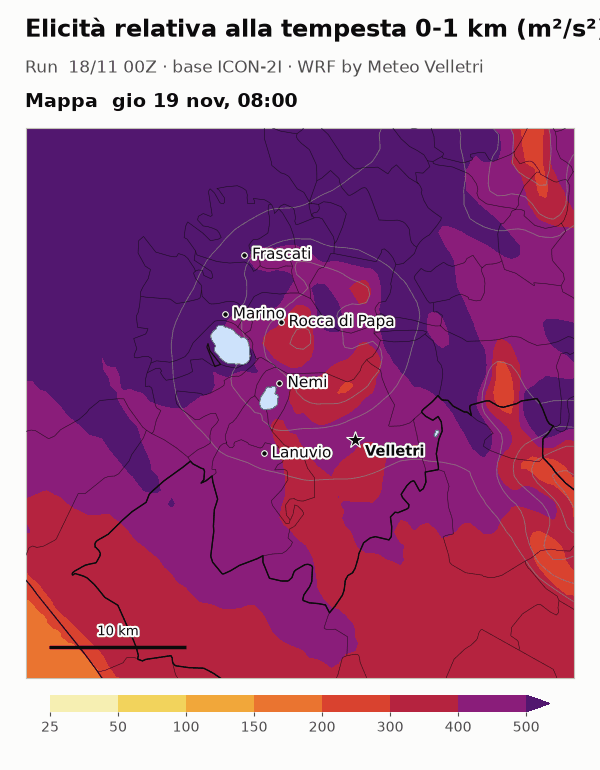 Elicità relativa alla tempesta 0-1 km (m²/s²)
Run  18/11 00Z · base ICON-2I · WRF by Meteo Velletri
Mappa  gio 19 nov, 08:00
Frascati
Marino
Rocca di Papa
Nemi
Velletri
Lanuvio
10 km
25 50 100 150 200 300 400 500